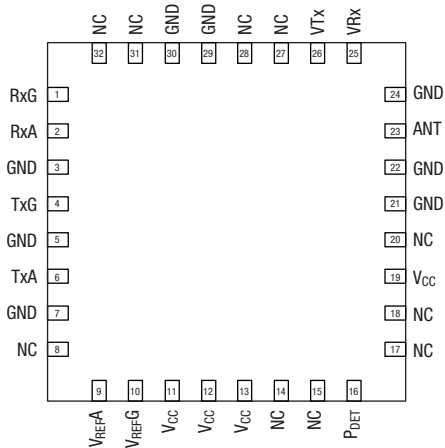 NC NC GND GND NC NC VTx VRx
32 31 30 29 28 27 26 25
RxG 1 24 GND
RxA 2 23 ANT
GND 3 22 GND
TxG 4 21 GND
GND 5 20 NC
TxA 6 19 VCC
GND 7 18 NC
NC 8 17 NC
9 10 11 12 13 14 15 16
VREFA VREFG VCC VCC VCC NC NC PDET